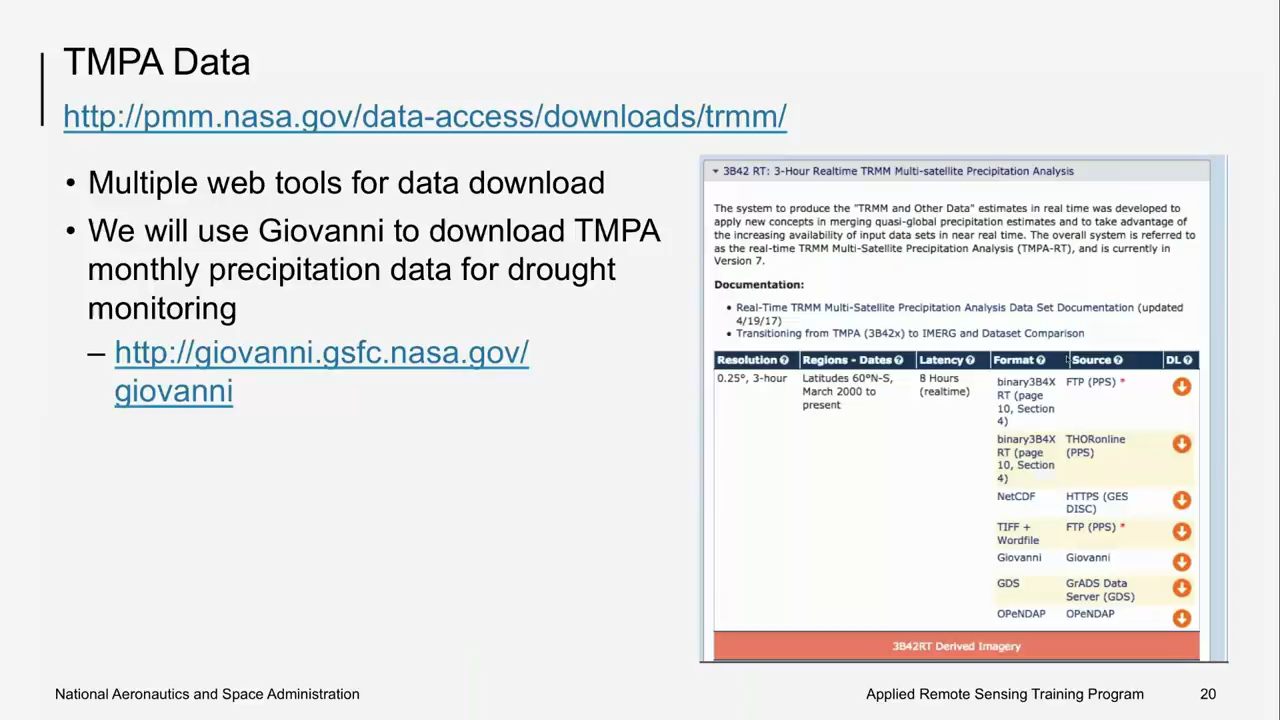 TMPA Data
http://pmm.nasa.gov/data-access/downloads/trmm/
• Multiple web tools for data download
• We will use Giovanni to download TMPA
monthly precipitation data for drought
monitoring
– http://giovanni.gsfc.nasa.gov/
giovanni
3B42 RT: 3-Hour Realtime TRMM Multi-satellite Precipitation Analysis
The system to produce the "TRMM and Other Data" estimates in real time was developed to
apply new concepts in merging quasi-global precipitation estimates and to take advantage of
the increasing availability of input data sets in near real time. The overall system is referred to
as the real-time TRMM Multi-Satellite Precipitation Analysis (TMPA-RT), and is currently in
Version 7.
Documentation:
• Real-Time TRMM Multi-Satellite Precipitation Analysis Data Set Documentation (updated
4/19/17)
• Transitioning from TMPA (3B42x) to IMERG and Dataset Comparison
Resolution Regions - Dates Latency Format Source DL
0.25°, 3-hour
Latitudes 60°N-S,
March 2000 to
present
8 Hours
(realtime)
binary3B4X
RT (page
10, Section
4)
FTP (PPS) *
binary3B4X
RT (page
10, Section
4)
THORonline
(PPS)
NetCDF
HTTPS (GES
DISC)
TIFF +
Wordfile
FTP (PPS) *
Giovanni
Giovanni
GDS
GrADS Data
Server (GDS)
OPeNDAP
OPeNDAP
3B42RT Derived Imagery
National Aeronautics and Space Administration
Applied Remote Sensing Training Program
20